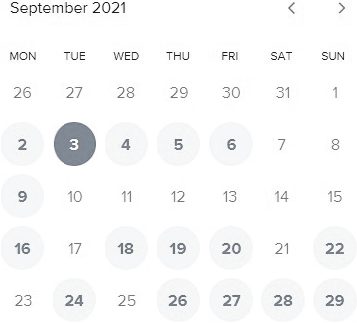 September 2021
MON TUE WED THU FRI SAT SUN
26 27 28 29 30 31 1
2 3 4 5 6 7 8
9 10 11 12 13 14 15
16 17 18 19 20 21 22
23 24 25 26 27 28 29